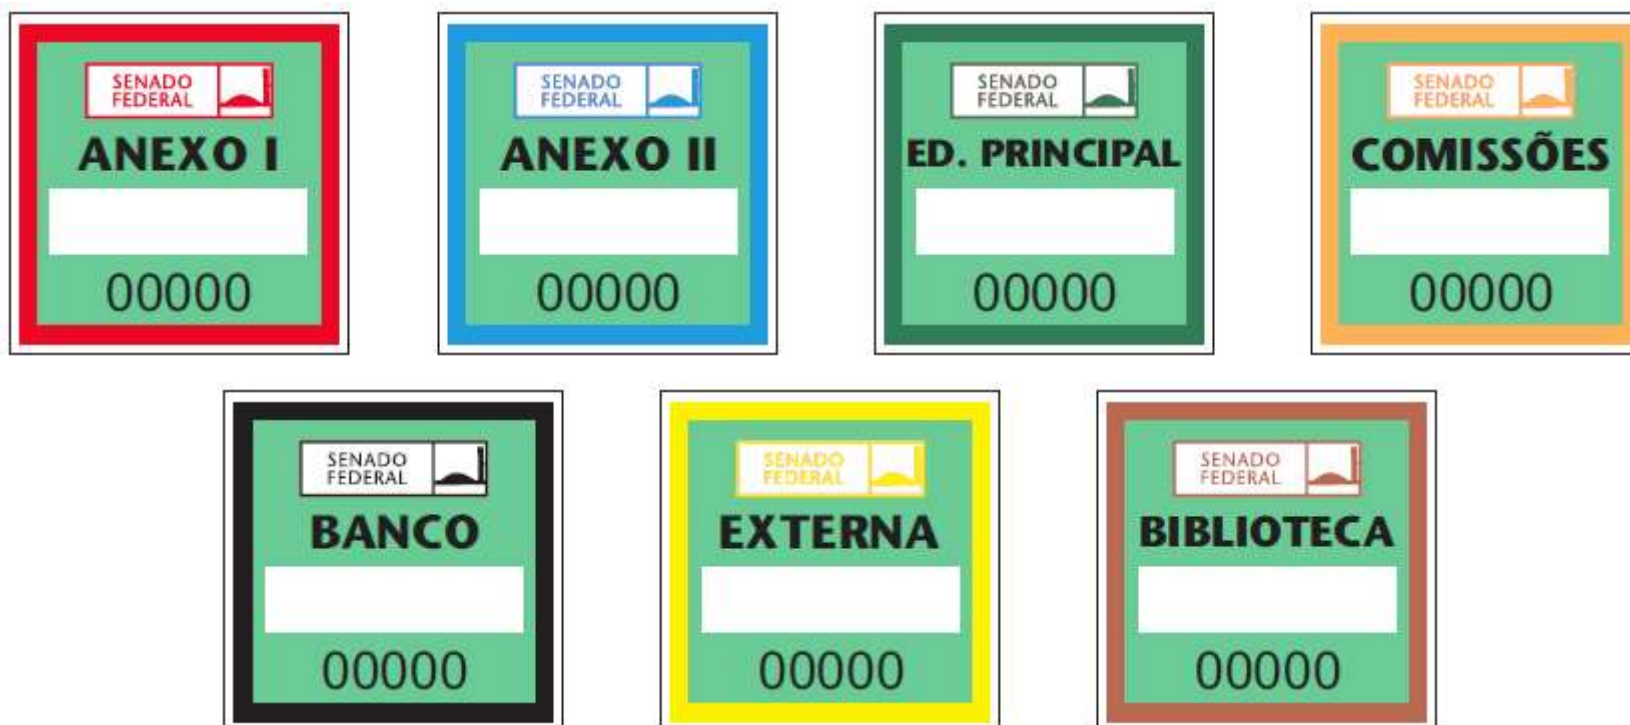 SENADO
FEDERAL
ANEXO I
00000
SENADO
FEDERAL
ANEXO II
00000
SENADO
FEDERAL
ED. PRINCIPAL
00000
SENADO
FEDERAL
COMISSÕES
00000
SENADO
FEDERAL
BANCO
00000
SENADO
FEDERAL
EXTERNA
00000
SENADO
FEDERAL
BIBLIOTECA
00000